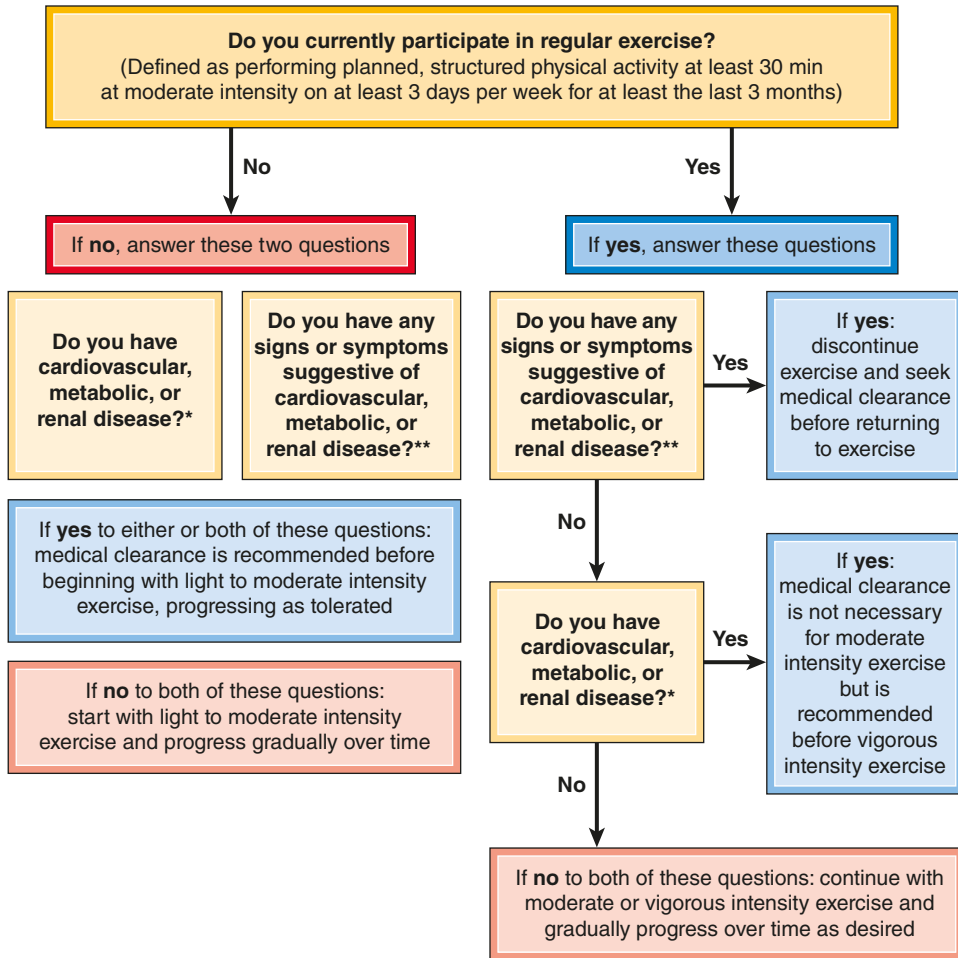 Do you currently participate in regular exercise?
(Defined as performing planned, structured physical activity at least 30 min
at moderate intensity on at least 3 days per week for at least the last 3 months)
No
Yes
If no, answer these two questions
If yes, answer these questions
Do you have
cardiovascular,
metabolic, or
renal disease?*
Do you have any
signs or symptoms
suggestive of
cardiovascular,
metabolic, or
renal disease?**
If yes to either or both of these questions:
medical clearance is recommended before
beginning with light to moderate intensity
exercise, progressing as tolerated
If no to both of these questions:
start with light to moderate intensity
exercise and progress gradually over time
Do you have any
signs or symptoms
suggestive of
cardiovascular,
metabolic, or
renal disease?**
Yes
If yes:
discontinue
exercise and seek
medical clearance
before returning
to exercise
No
Do you have
cardiovascular,
metabolic, or
renal disease?*
Yes
If yes:
medical clearance
is not necessary
for moderate
intensity exercise
but is
recommended
before vigorous
intensity exercise
No
If no to both of these questions: continue with
moderate or vigorous intensity exercise and
gradually progress over time as desired